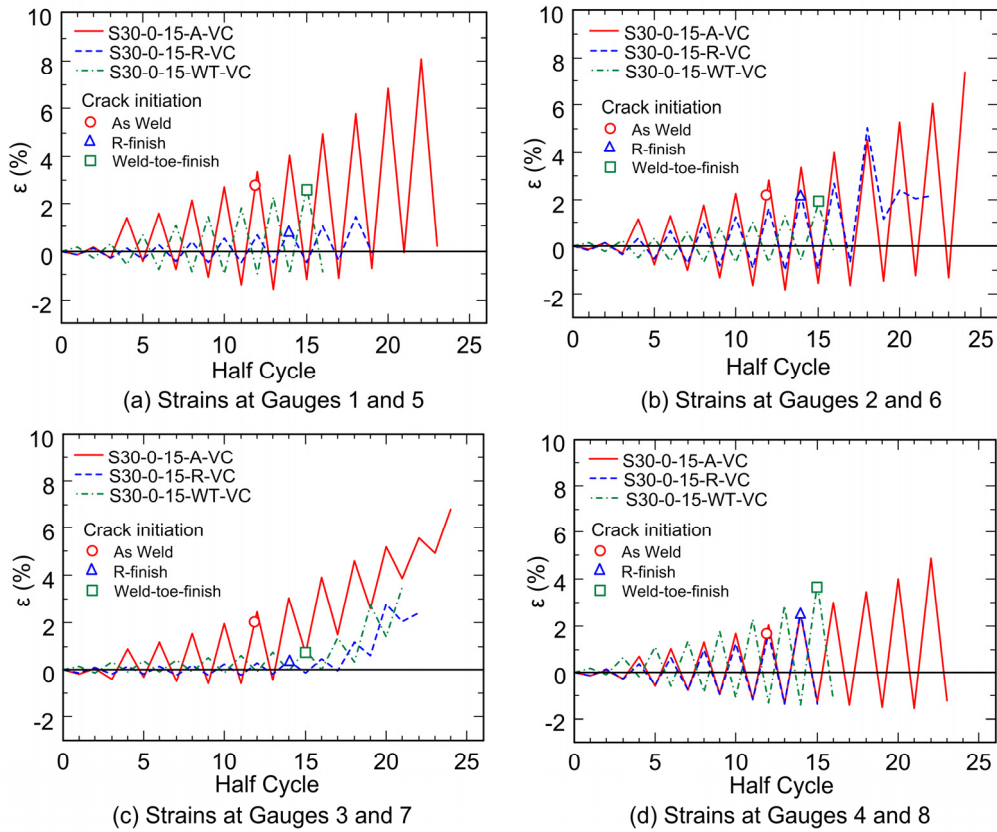 10
8
6
4
2
0
-2
ε (%)
S30-0-15-A-VC
S30-0-15-R-VC
S30-0-15-WT-VC
Crack initiation
As Weld
R-finish
Weld-toe-finish
0 5 10 15 20 25
Half Cycle
(a) Strains at Gauges 1 and 5
10
8
6
4
2
0
-2
ε (%)
S30-0-15-A-VC
S30-0-15-R-VC
S30-0-15-WT-VC
Crack initiation
As Weld
R-finish
Weld-toe-finish
0 5 10 15 20 25
Half Cycle
(b) Strains at Gauges 2 and 6
10
8
6
4
2
0
-2
ε (%)
S30-0-15-A-VC
S30-0-15-R-VC
S30-0-15-WT-VC
Crack initiation
As Weld
R-finish
Weld-toe-finish
0 5 10 15 20 25
Half Cycle
(c) Strains at Gauges 3 and 7
10
8
6
4
2
0
-2
ε (%)
S30-0-15-A-VC
S30-0-15-R-VC
S30-0-15-WT-VC
Crack initiation
As Weld
R-finish
Weld-toe-finish
0 5 10 15 20 25
Half Cycle
(d) Strains at Gauges 4 and 8